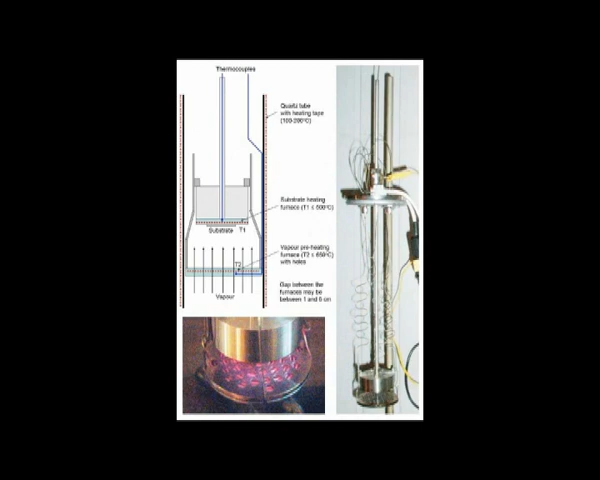 Thermocouples
Quartz tube
with heating tape
(100-200°C)
Substrate heating
furnace (T1 ≤ 500°C)
Substrate
T1
Vapour pre-heating
furnace (T2 ≤ 650°C)
with holes
T2
Vapour
Gap between the
furnaces may be
between 1 and 6 cm